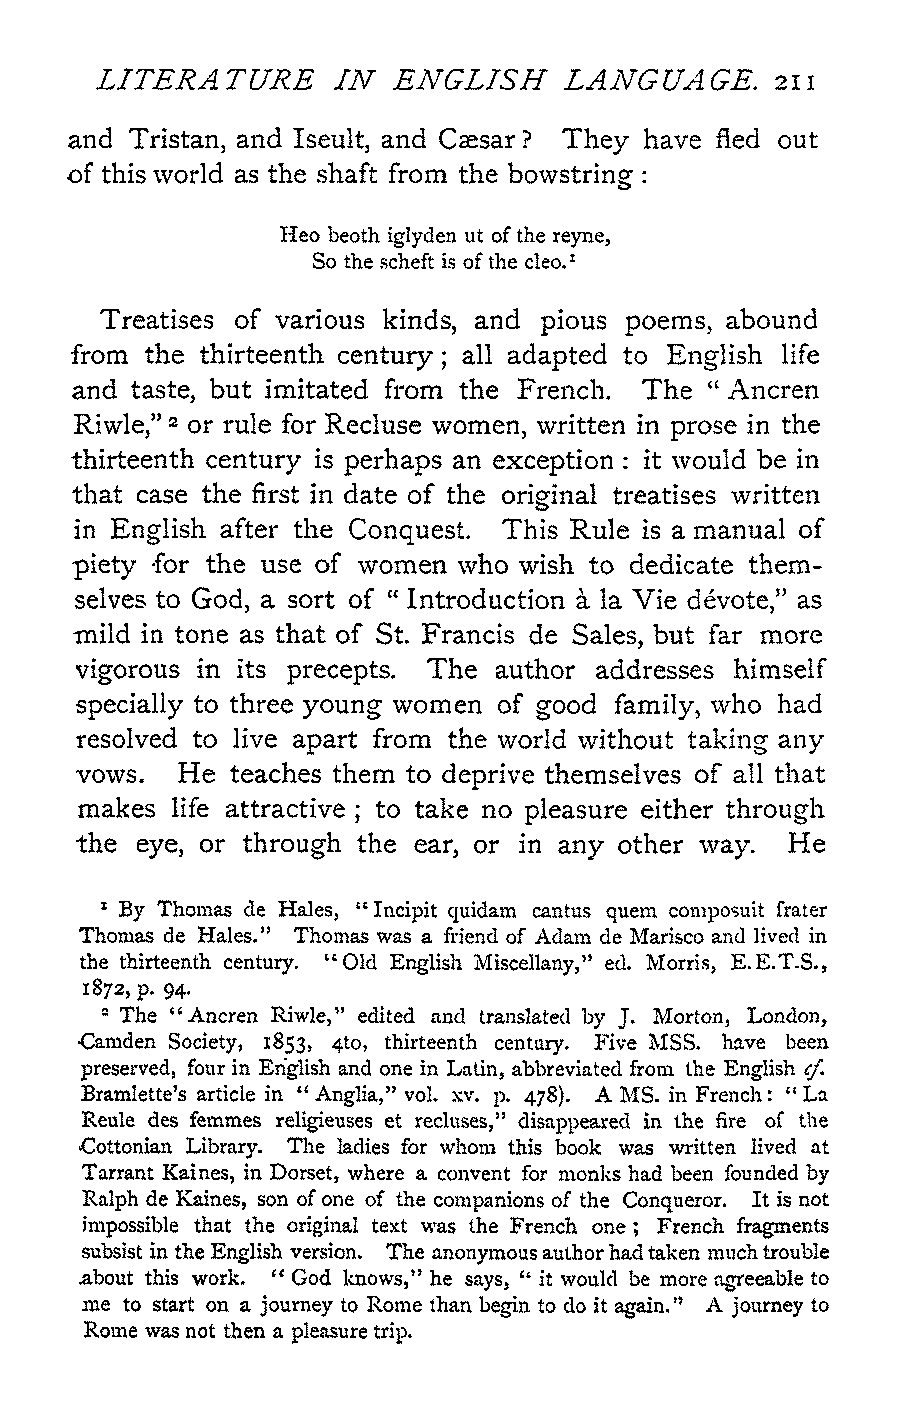 LITERATURE IN ENGLISH LANGUAGE. 211
and Tristan, and Iseult, and Cæsar? They have fled out
of this world as the shaft from the bowstring :
Heo beoth iglyden ut of the reyne,
So the scheft is of the cleo.¹
Treatises of various kinds, and pious poems, abound
from the thirteenth century ; all adapted to English life
and taste, but imitated from the French. The " Ancren
Riwle," ² or rule for Recluse women, written in prose in the
thirteenth century is perhaps an exception : it would be in
that case the first in date of the original treatises written
in English after the Conquest. This Rule is a manual of
piety for the use of women who wish to dedicate them-
selves to God, a sort of " Introduction à la Vie dévote," as
mild in tone as that of St. Francis de Sales, but far more
vigorous in its precepts. The author addresses himself
specially to three young women of good family, who had
resolved to live apart from the world without taking any
vows. He teaches them to deprive themselves of all that
makes life attractive ; to take no pleasure either through
the eye, or through the ear, or in any other way. He
¹ By Thomas de Hales, "Incipit quidam cantus quem composuit frater
Thomas de Hales." Thomas was a friend of Adam de Marisco and lived in
the thirteenth century. "Old English Miscellany," ed. Morris, E.E.T.S.,
1872, p. 94.
² The "Ancren Riwle," edited and translated by J. Morton, London,
Camden Society, 1853, 4to, thirteenth century. Five MSS. have been
preserved, four in English and one in Latin, abbreviated from the English cf.
Bramlette's article in " Anglia," vol. xv. p. 478). A MS. in French : " La
Reule des femmes religieuses et recluses," disappeared in the fire of the
Cottonian Library. The ladies for whom this book was written lived at
Tarrant Kaines, in Dorset, where a convent for monks had been founded by
Ralph de Kaines, son of one of the companions of the Conqueror. It is not
impossible that the original text was the French one ; French fragments
subsist in the English version. The anonymous author had taken much trouble
about this work. " God knows," he says, " it would be more agreeable to
me to start on a journey to Rome than begin to do it again." A journey to
Rome was not then a pleasure trip.